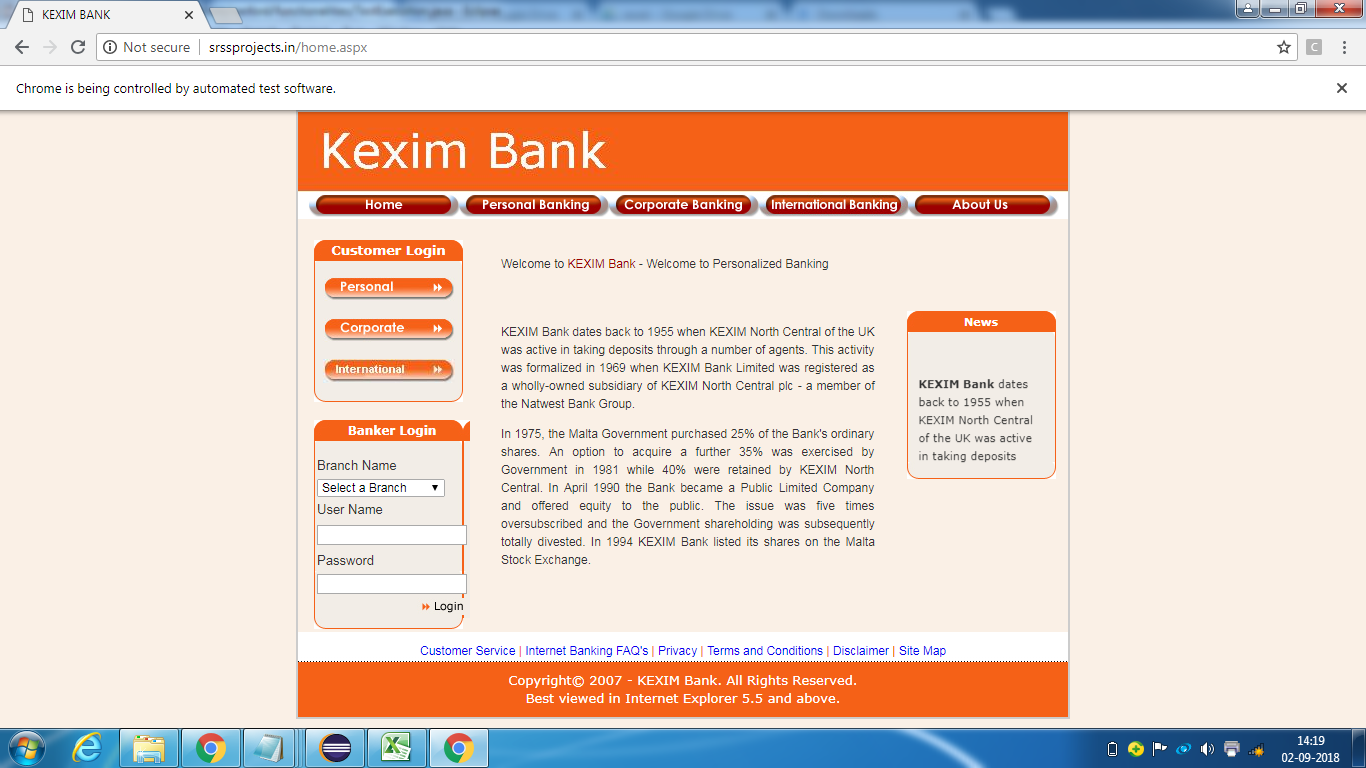 KEXIM BANK
Not secure
srssprojects.in/home.aspx
C
Chrome is being controlled by automated test software.
Kexim Bank
Home
Personal Banking
Corporate Banking
International Banking
About Us
Customer Login
Personal
Corporate
International
Banker Login
Branch Name
Select a Branch
User Name
Password
Login
Welcome to KEXIM Bank - Welcome to Personalized Banking
KEXIM Bank dates back to 1955 when KEXIM North Central of the UK
was active in taking deposits through a number of agents. This activity
was formalized in 1969 when KEXIM Bank Limited was registered as
a wholly-owned subsidiary of KEXIM North Central plc - a member of
the Natwest Bank Group.
In 1975, the Malta Government purchased 25% of the Bank's ordinary
shares. An option to acquire a further 35% was exercised by
Government in 1981 while 40% were retained by KEXIM North
Central. In April 1990 the Bank became a Public Limited Company
and offered equity to the public. The issue was five times
oversubscribed and the Government shareholding was subsequently
totally divested. In 1994 KEXIM Bank listed its shares on the Malta
Stock Exchange.
News
KEXIM Bank dates
back to 1955 when
KEXIM North Central
of the UK was active
in taking deposits
Customer Service | Internet Banking FAQ's | Privacy | Terms and Conditions | Disclaimer | Site Map
Copyright© 2007 - KEXIM Bank. All Rights Reserved.
Best viewed in Internet Explorer 5.5 and above.
14:19
02-09-2018